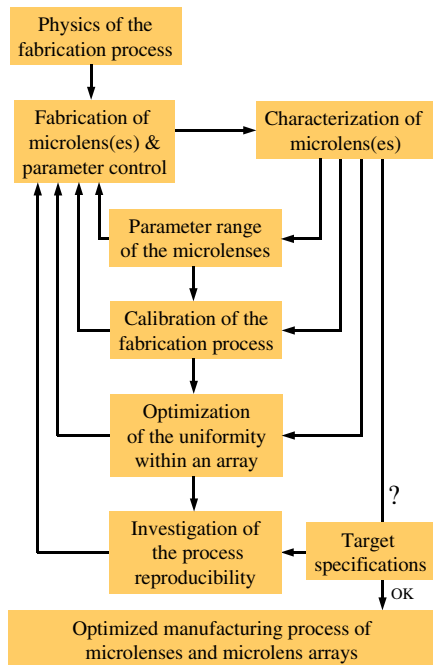 Physics of the
fabrication process
Fabrication of
microlens(es) &
parameter control
Characterization of
microlens(es)
Parameter range
of the microlenses
Calibration of the
fabrication process
Optimization
of the uniformity
within an array
?
Investigation of
the process
reproducibility
Target
specifications
OK
Optimized manufacturing process of
microlenses and microlens arrays